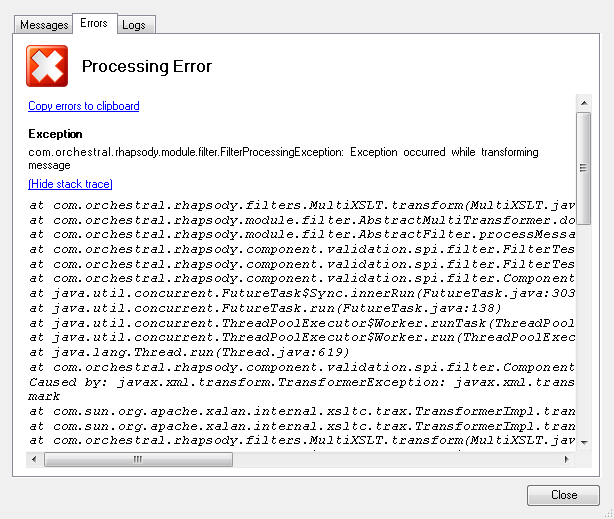 Messages Errors Logs
Processing Error
Copy errors to clipboard
Exception
com.orchestral.rhapsody.module.filter.FilterProcessingException: Exception occurred while transforming
message
[Hide stack trace]
at com.orchestral.rhapsody.filters.MultiXSLT.transform(MultiXSLT.jav
at com.orchestral.rhapsody.module.filter.AbstractMultiTransformer.do
at com.orchestral.rhapsody.module.filter.AbstractFilter.processMessa
at com.orchestral.rhapsody.component.validation.spi.filter.FilterTes
at com.orchestral.rhapsody.component.validation.spi.filter.FilterTes
at com.orchestral.rhapsody.component.validation.spi.filter.Component
at java.util.concurrent.FutureTask$Sync.innerRun(FutureTask.java:303
at java.util.concurrent.FutureTask.run(FutureTask.java:138)
at java.util.concurrent.ThreadPoolExecutor$Worker.runTask(ThreadPool
at java.util.concurrent.ThreadPoolExecutor$Worker.run(ThreadPoolExec
at java.lang.Thread.run(Thread.java:619)
at com.orchestral.rhapsody.component.validation.spi.filter.Component
Caused by: javax.xml.transform.TransformerException: javax.xml.trans
mark
at com.sun.org.apache.xalan.internal.xsltc.trax.TransformerImpl.tran
at com.sun.org.apache.xalan.internal.xsltc.trax.TransformerImpl.tran
at com.orchestral.rhapsody.filters.MultiXSLT.transform(MultiXSLT.jav
Close